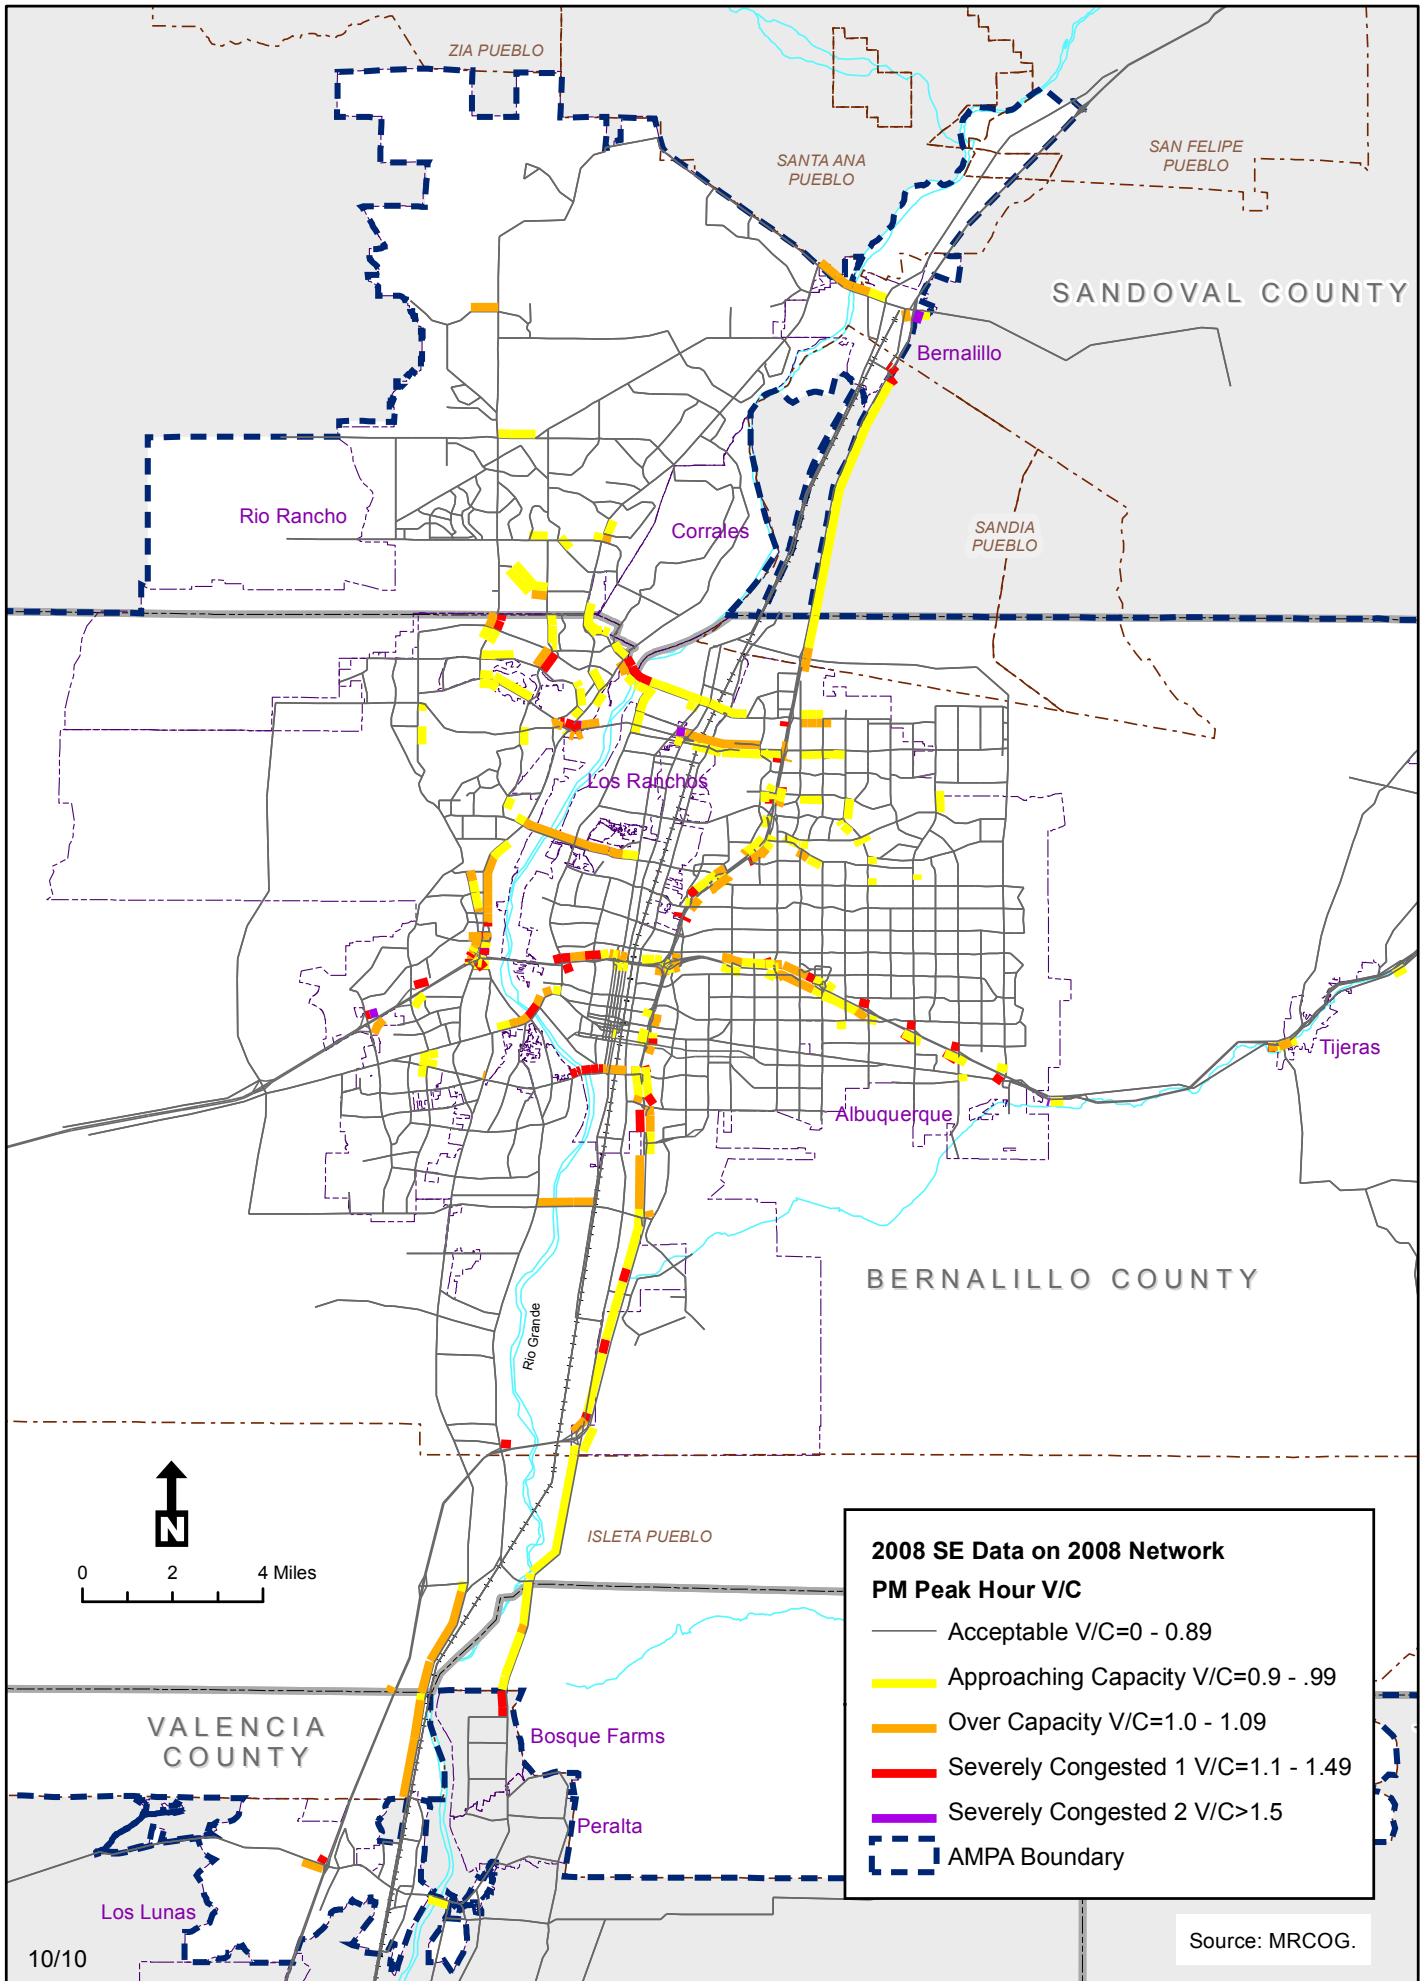 ZIA PUEBLO
SANTA ANA
PUEBLO
SAN FELIPE
PUEBLO
SANDOVAL COUNTY
Bernalillo
Rio Rancho
Corrales
SANDIA
PUEBLO
Los Ranchos
Tijeras
Albuquerque
BERNALILLO COUNTY
Rio Grande
N
0 2 4 Miles
ISLETA PUEBLO
2008 SE Data on 2008 Network
PM Peak Hour V/C
Acceptable V/C=0 - 0.89
Approaching Capacity V/C=0.9 - .99
Over Capacity V/C=1.0 - 1.09
Severely Congested 1 V/C=1.1 - 1.49
Severely Congested 2 V/C>1.5
AMPA Boundary
VALENCIA
COUNTY
Bosque Farms
Peralta
Los Lunas
Source: MRCOG.
10/10